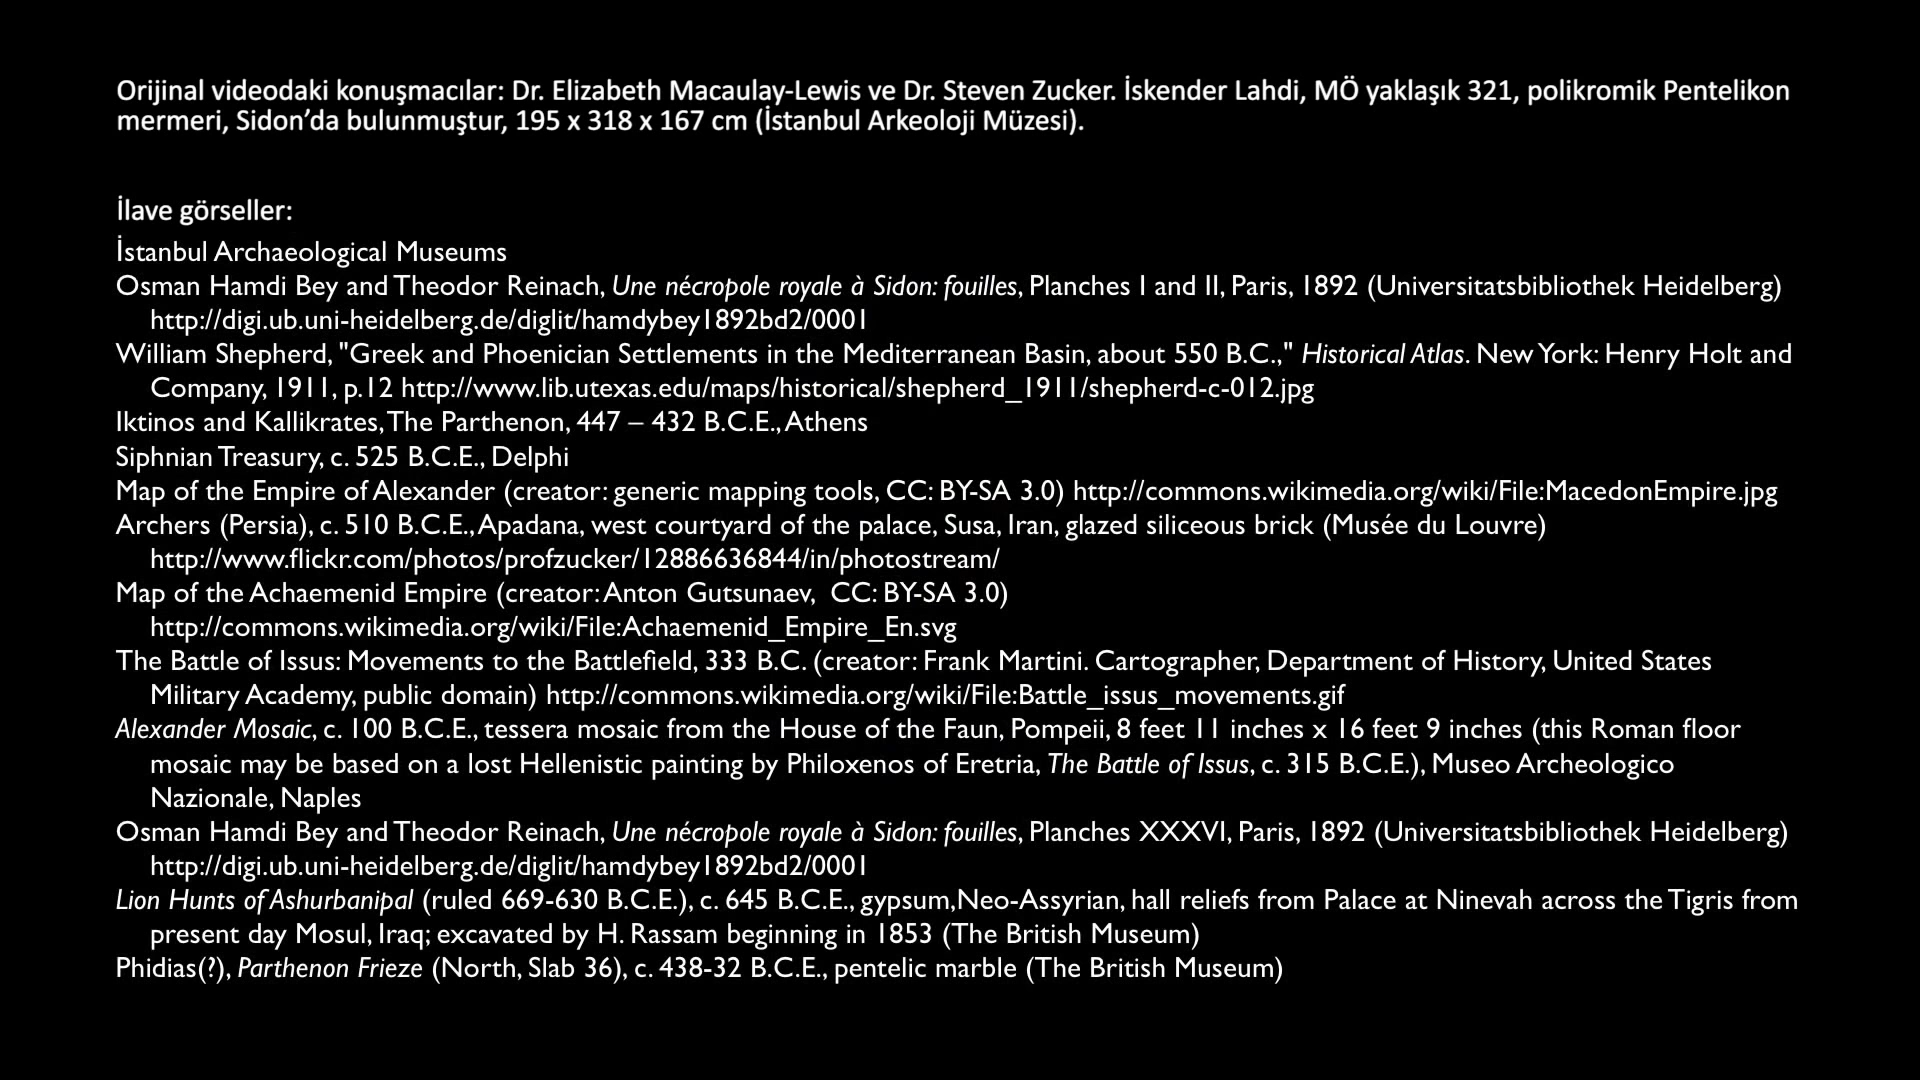 Orijinal videodaki konuşmacılar: Dr. Elizabeth Macaulay-Lewis ve Dr. Steven Zucker. İskender Lahdi, MÖ yaklaşık 321, polikromik Pentelikon
mermeri, Sidon’da bulunmuştur, 195 x 318 x 167 cm (İstanbul Arkeoloji Müzesi).
İlave görseller:
İstanbul Archaeological Museums
Osman Hamdi Bey and Theodor Reinach, Une nécropole royale à Sidon: fouilles, Planches I and II, Paris, 1892 (Universitatsbibliothek Heidelberg)
http://digi.ub.uni-heidelberg.de/diglit/hamdybey1892bd2/0001
William Shepherd, "Greek and Phoenician Settlements in the Mediterranean Basin, about 550 B.C.," Historical Atlas. New York: Henry Holt and
Company, 1911, p.12 http://www.lib.utexas.edu/maps/historical/shepherd_1911/shepherd-c-012.jpg
Iktinos and Kallikrates, The Parthenon, 447 – 432 B.C.E., Athens
Siphnian Treasury, c. 525 B.C.E., Delphi
Map of the Empire of Alexander (creator: generic mapping tools, CC: BY-SA 3.0) http://commons.wikimedia.org/wiki/File:MacedonEmpire.jpg
Archers (Persia), c. 510 B.C.E., Apadana, west courtyard of the palace, Susa, Iran, glazed siliceous brick (Musée du Louvre)
http://www.flickr.com/photos/profzucker/12886636844/in/photostream/
Map of the Achaemenid Empire (creator: Anton Gutsunaev,  CC: BY-SA 3.0)
http://commons.wikimedia.org/wiki/File:Achaemenid_Empire_En.svg
The Battle of Issus: Movements to the Battlefield, 333 B.C. (creator: Frank Martini. Cartographer, Department of History, United States
Military Academy, public domain) http://commons.wikimedia.org/wiki/File:Battle_issus_movements.gif
Alexander Mosaic, c. 100 B.C.E., tessera mosaic from the House of the Faun, Pompeii, 8 feet 11 inches x 16 feet 9 inches (this Roman floor
mosaic may be based on a lost Hellenistic painting by Philoxenos of Eretria, The Battle of Issus, c. 315 B.C.E.), Museo Archeologico
Nazionale, Naples
Osman Hamdi Bey and Theodor Reinach, Une nécropole royale à Sidon: fouilles, Planches XXXVI, Paris, 1892 (Universitatsbibliothek Heidelberg)
http://digi.ub.uni-heidelberg.de/diglit/hamdybey1892bd2/0001
Lion Hunts of Ashurbanipal (ruled 669-630 B.C.E.), c. 645 B.C.E., gypsum,Neo-Assyrian, hall reliefs from Palace at Ninevah across the Tigris from
present day Mosul, Iraq; excavated by H. Rassam beginning in 1853 (The British Museum)
Phidias(?), Parthenon Frieze (North, Slab 36), c. 438-32 B.C.E., pentelic marble (The British Museum)